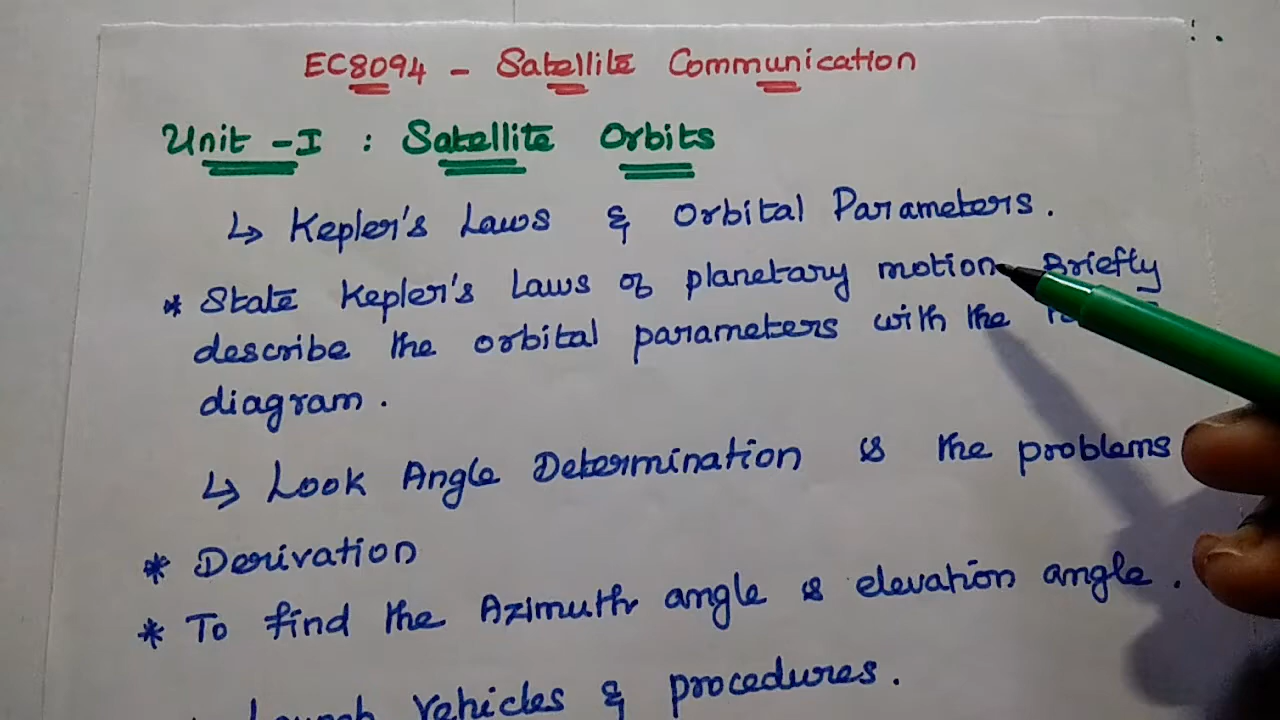 EC8094 - Satellite Communication
Unit - I : Satellite Orbits
↳ Kepler's Laws & Orbital Parameters.
* State Kepler's Laws of planetary motion. Briefly
describe the orbital parameters with the
diagram.
↳ Look Angle Determination & the problems
* Derivation
* To find the Azimuth angle & elevation angle.
Vehicles & procedures.